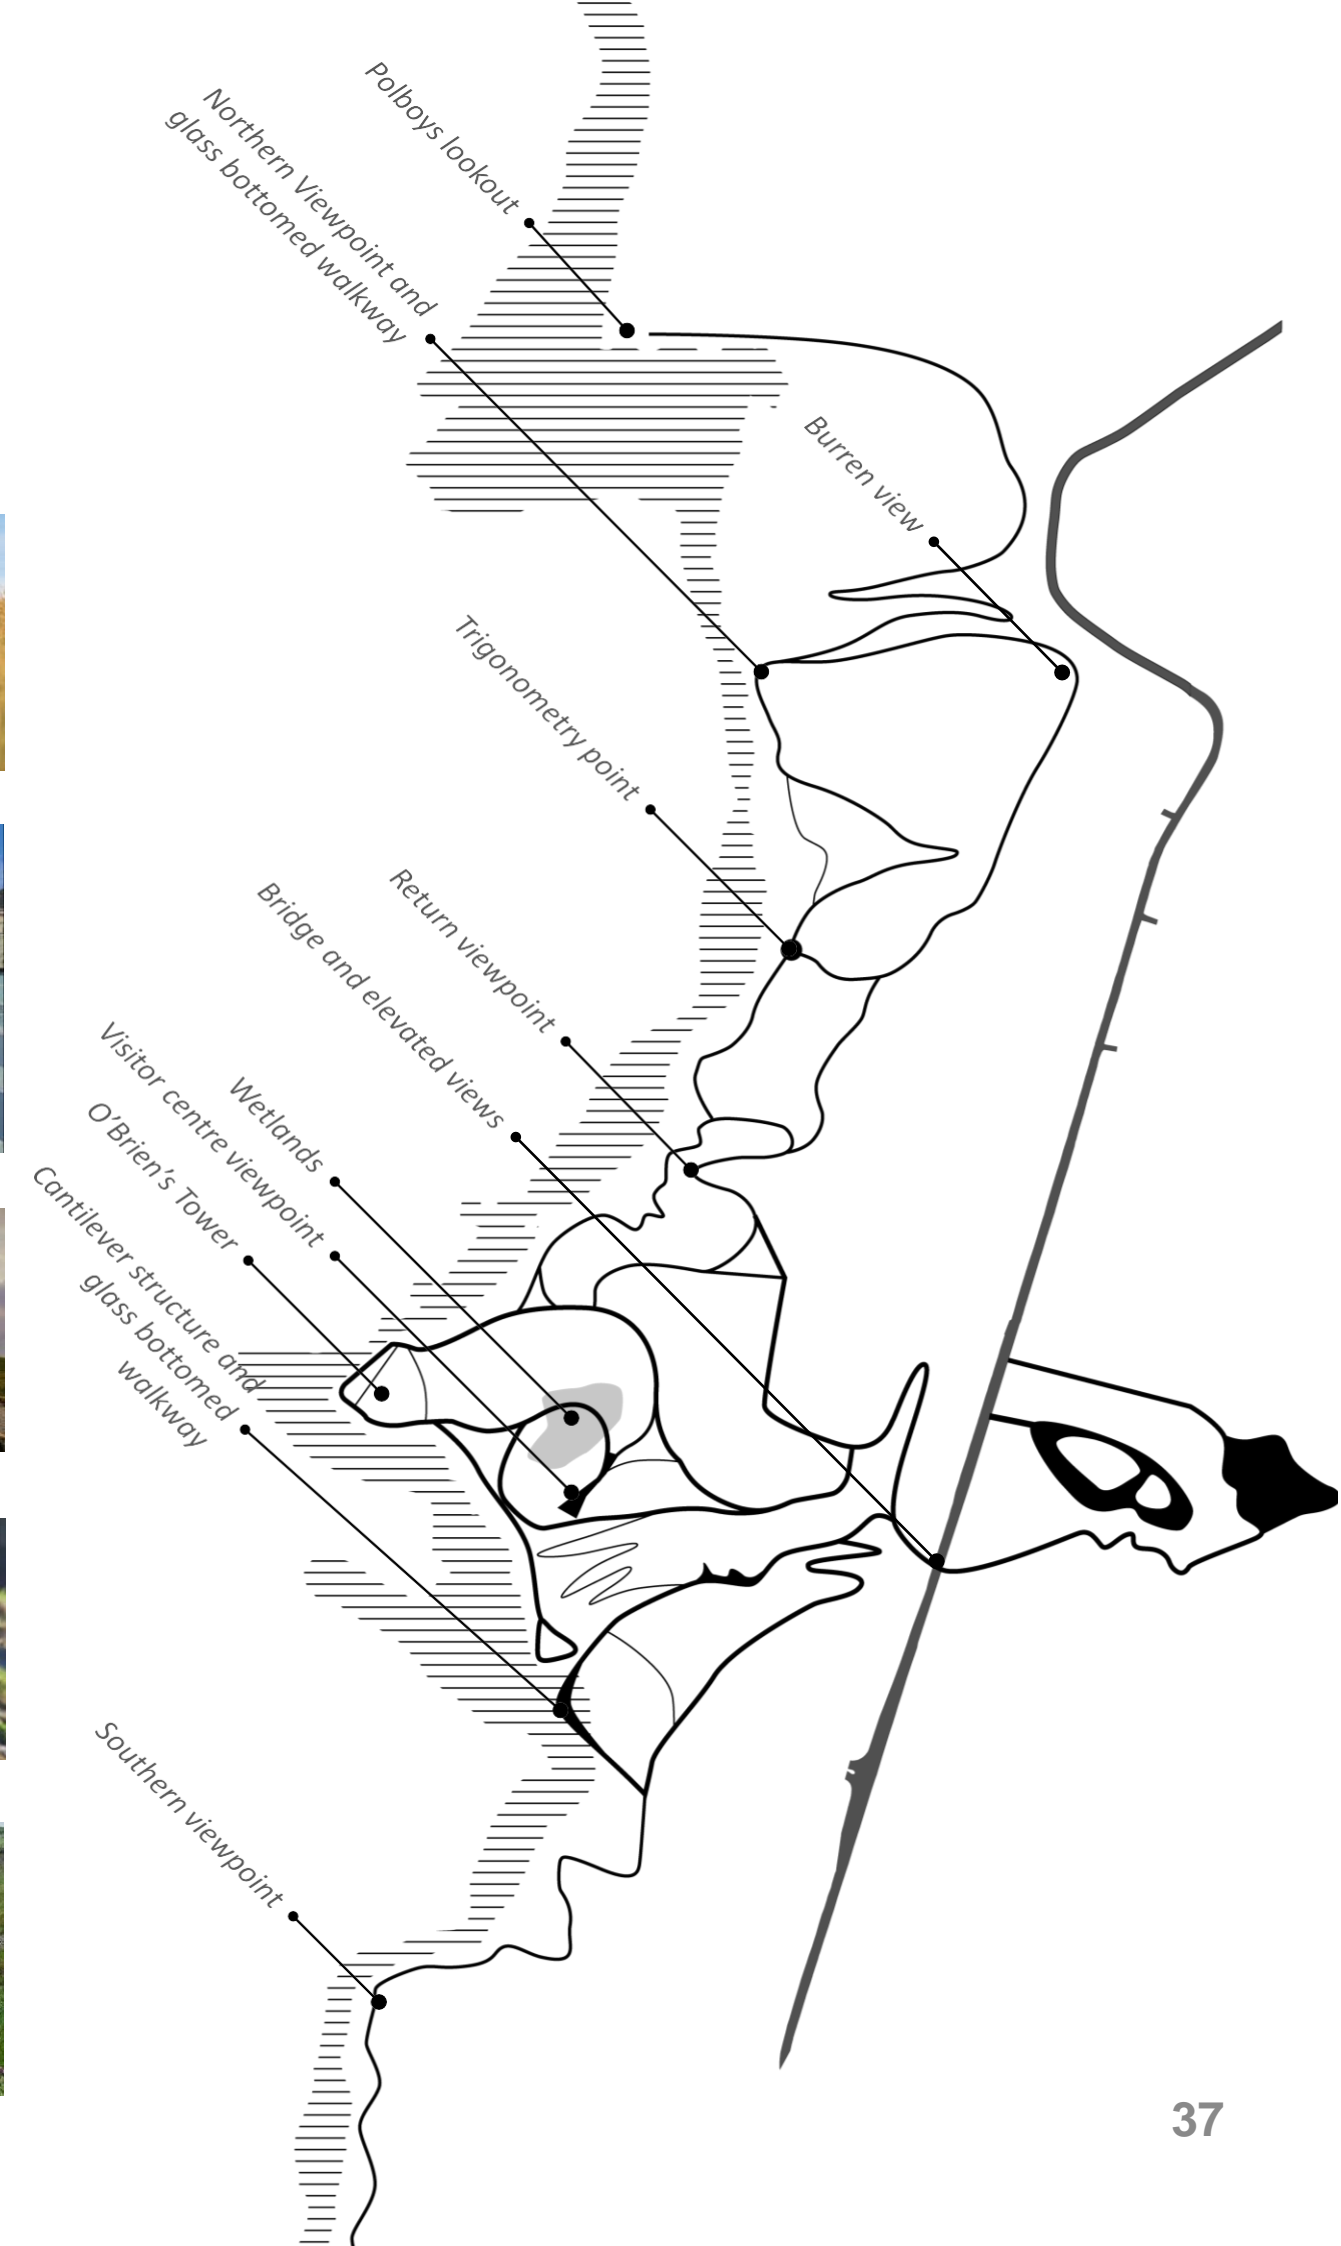 Polboys lookout
Northern Viewpoint and
glass bottomed walkway
Burren view
Trigonometry point
Return viewpoint
Bridge and elevated views
Wetlands
Visitor centre viewpoint
O'Brien's Tower
Cantilever structure and
glass bottomed
walkway
Southern viewpoint
37